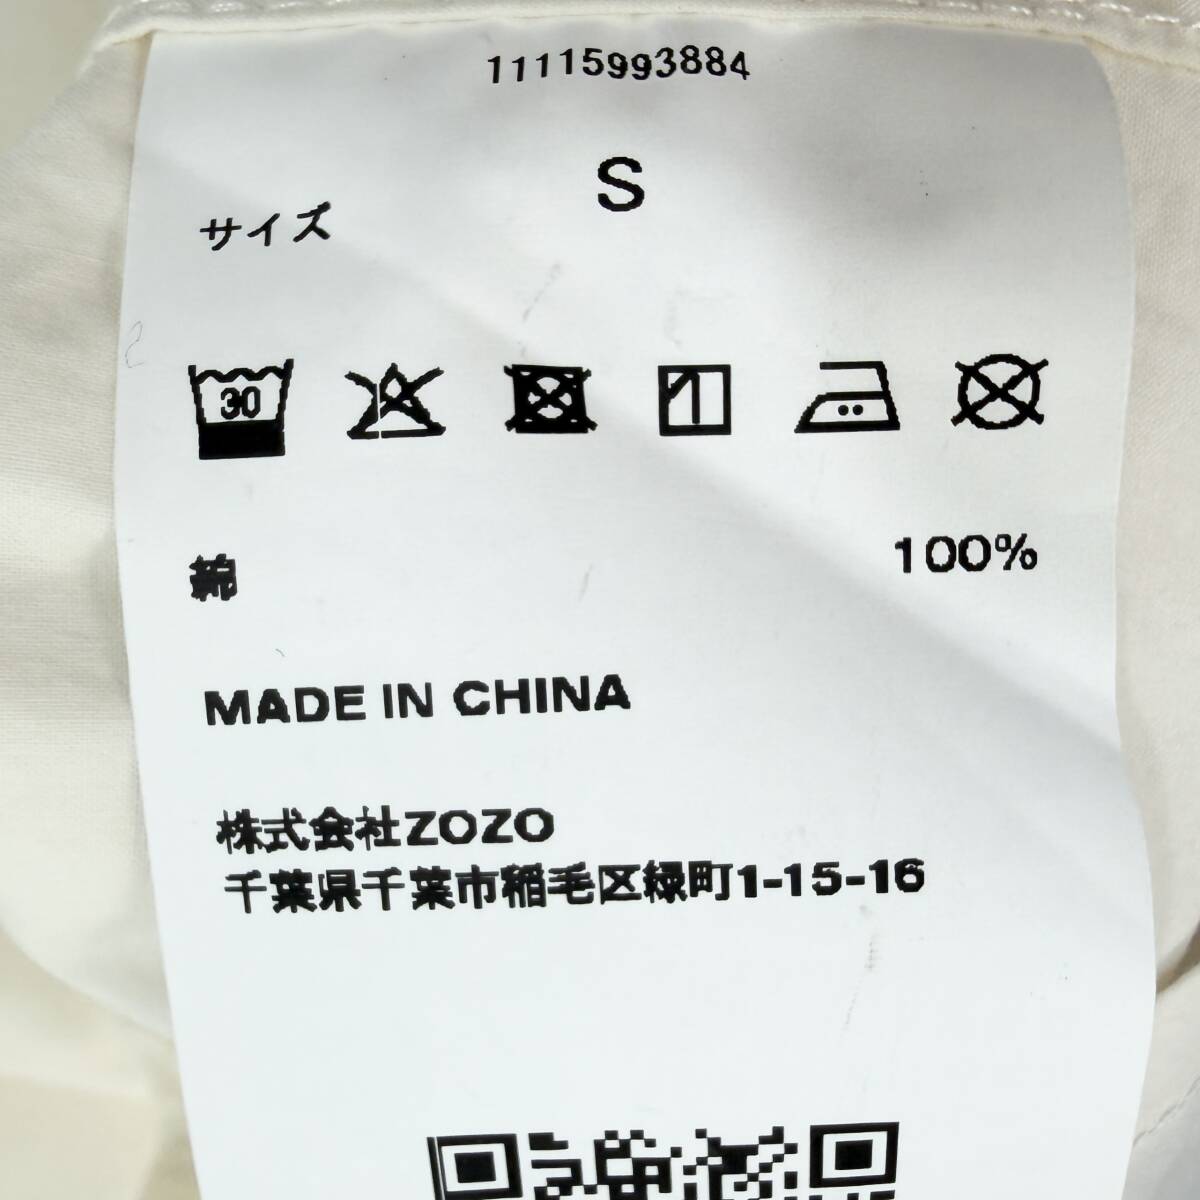 11115993884
S
サイズ
30
綿 100%
MADE IN CHINA
株式会社ZOZO
千葉県千葉市稲毛区緑町1-15-16